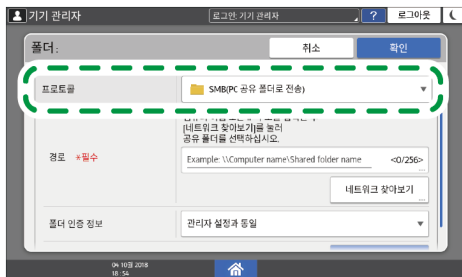 기기 관리자
로그인: 기기 관리자
?
로그아웃
폴더:
취소
확인
프로토콜
SMB(PC 공유 폴더로 전송)
[네트워크 찾아보기]를 눌러
공유 폴더를 선택하십시오.
경로 *필수
Example: \\Computer name\Shared folder name <0/256>
네트워크 찾아보기
폴더 인증 정보
관리자 설정과 동일
04 10월 2018
18 : 54